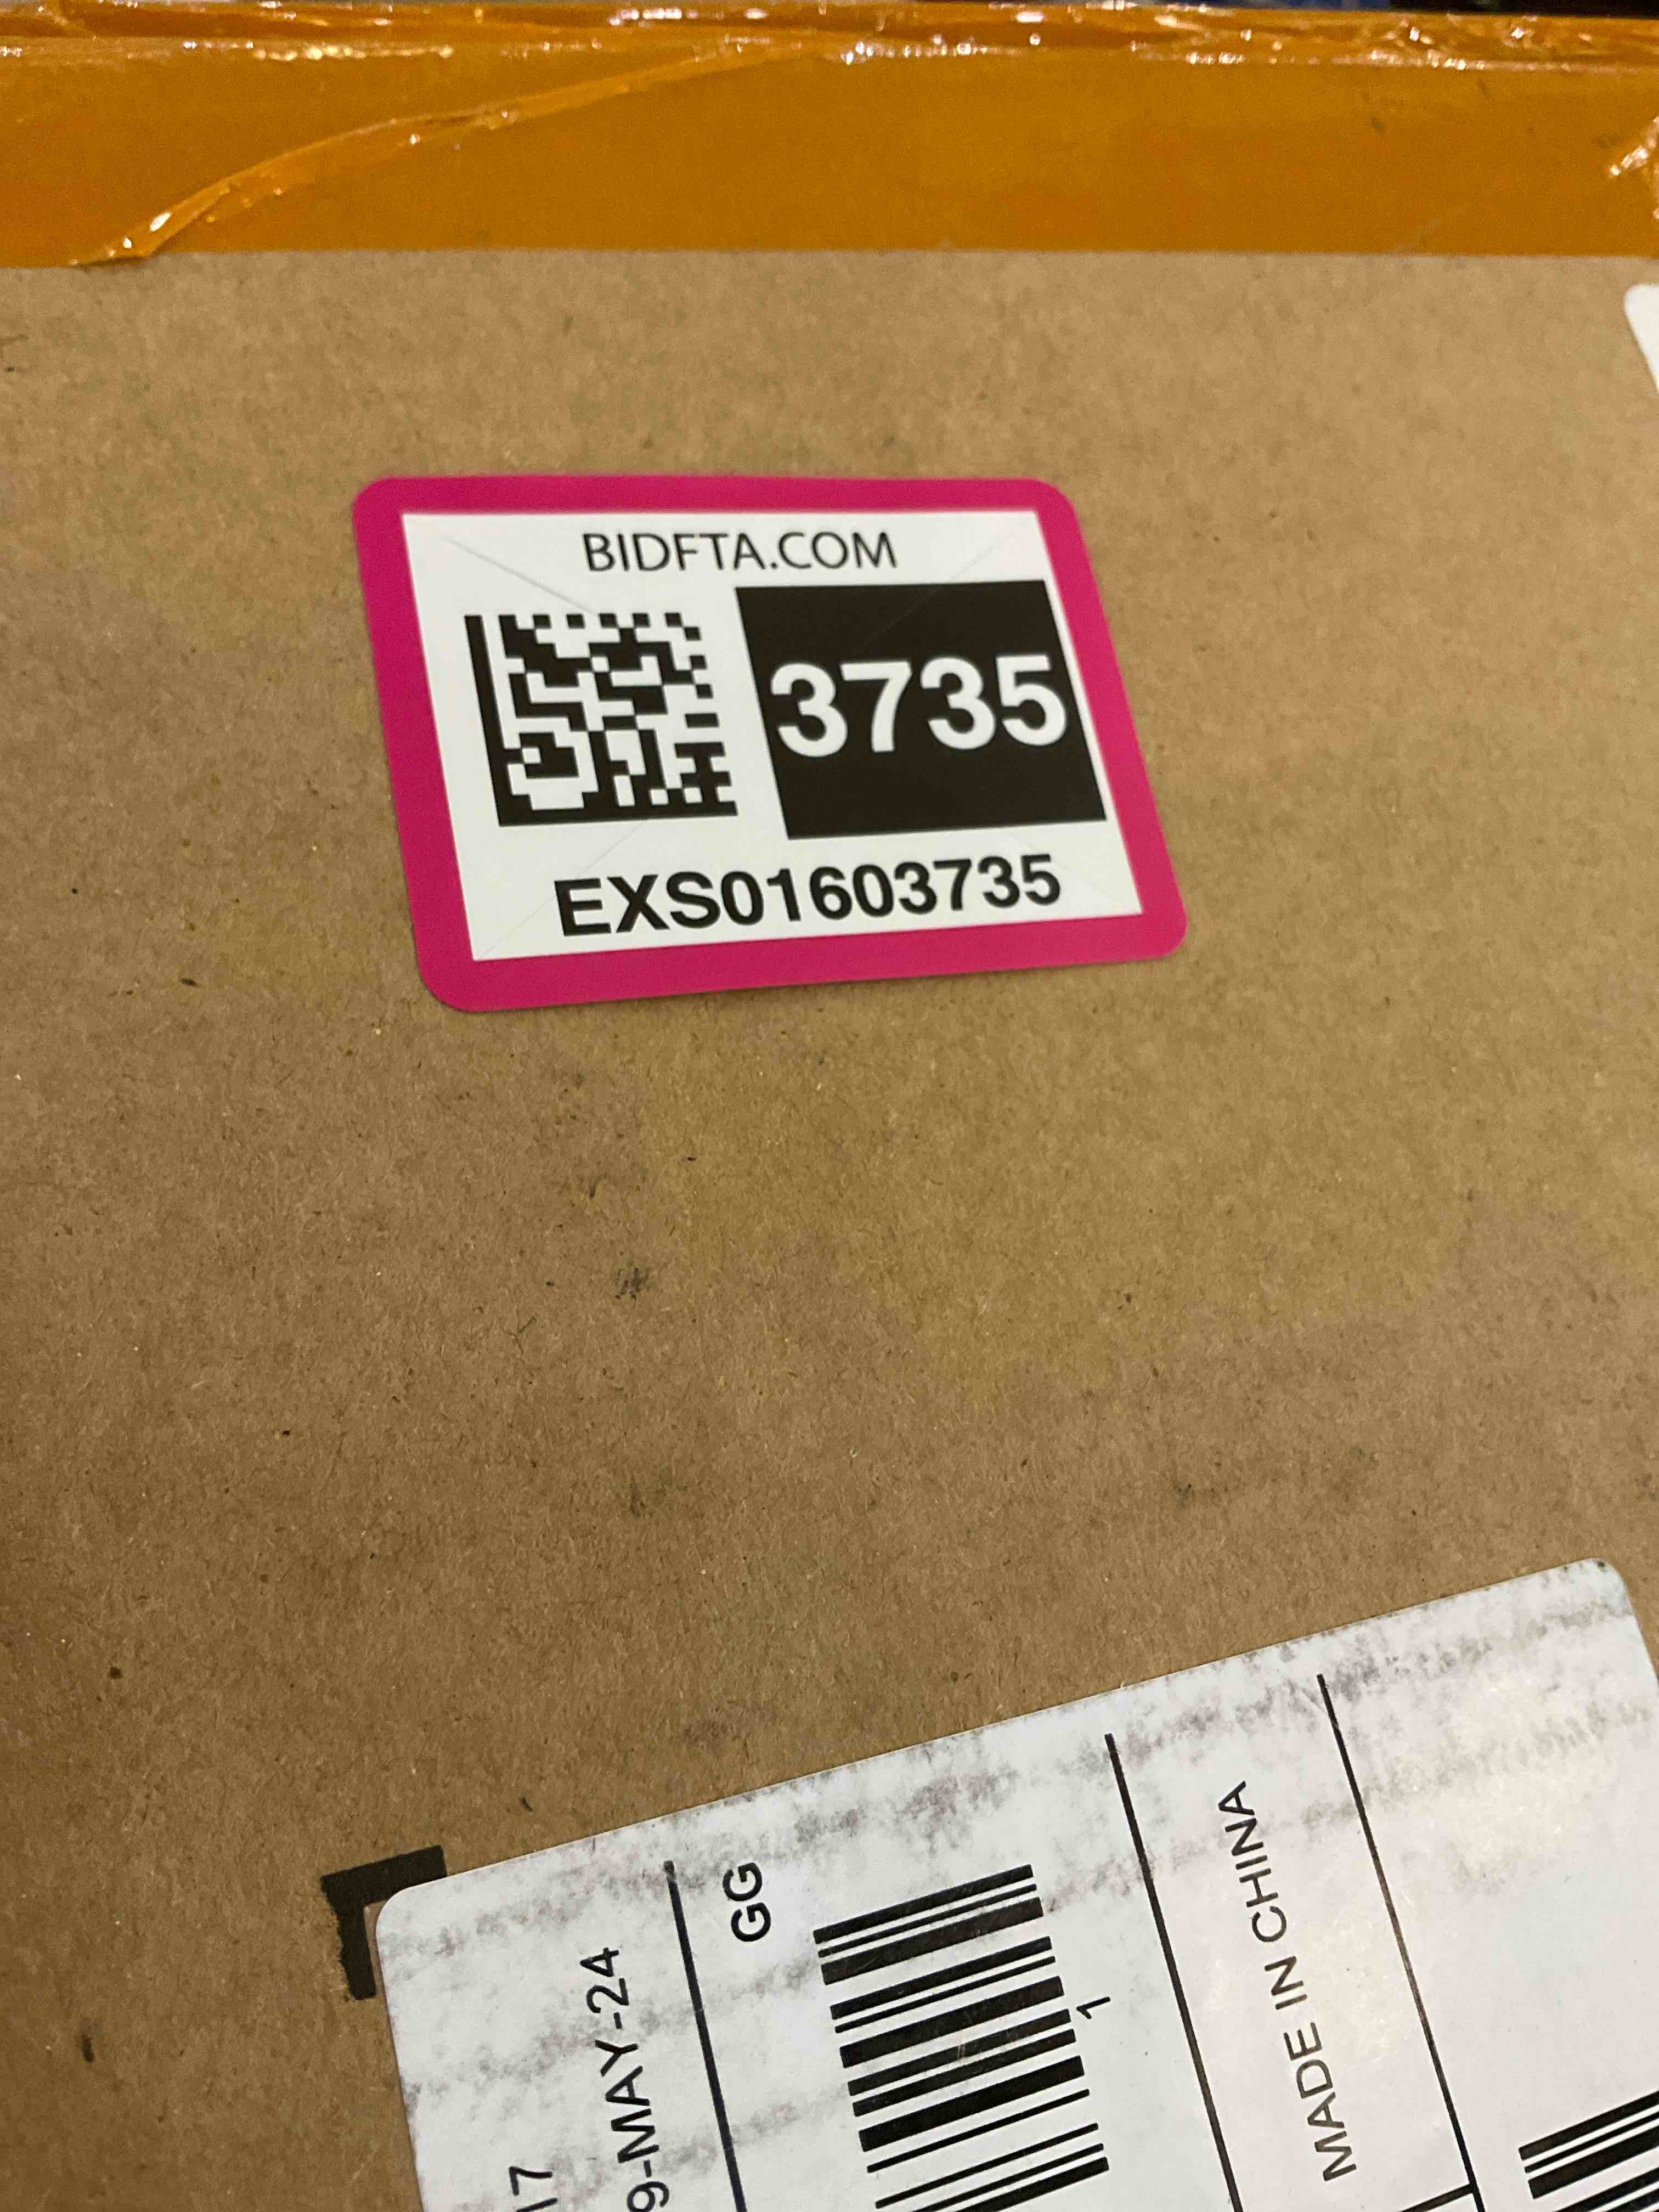 BIDFTA.COM
3735
EXS01603735
9-MAY-24
GG
1
MADE IN CHINA